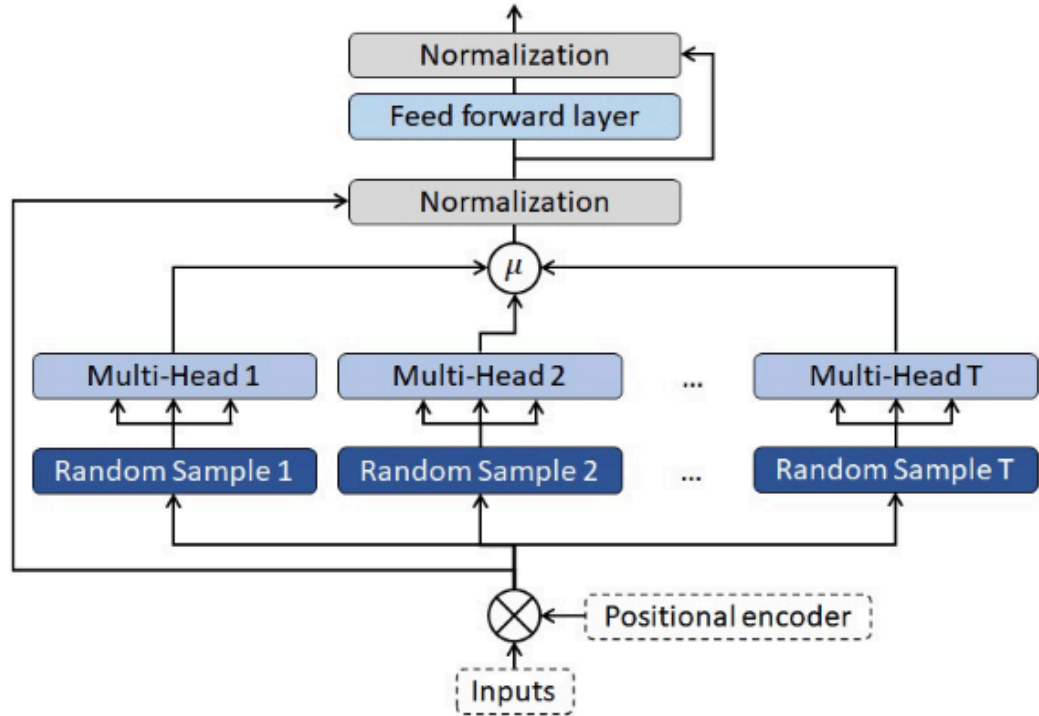 Normalization
Feed forward layer
Normalization
μ
Multi-Head 1
Multi-Head 2
...
Multi-Head T
Random Sample 1
Random Sample 2
...
Random Sample T
Positional encoder
Inputs